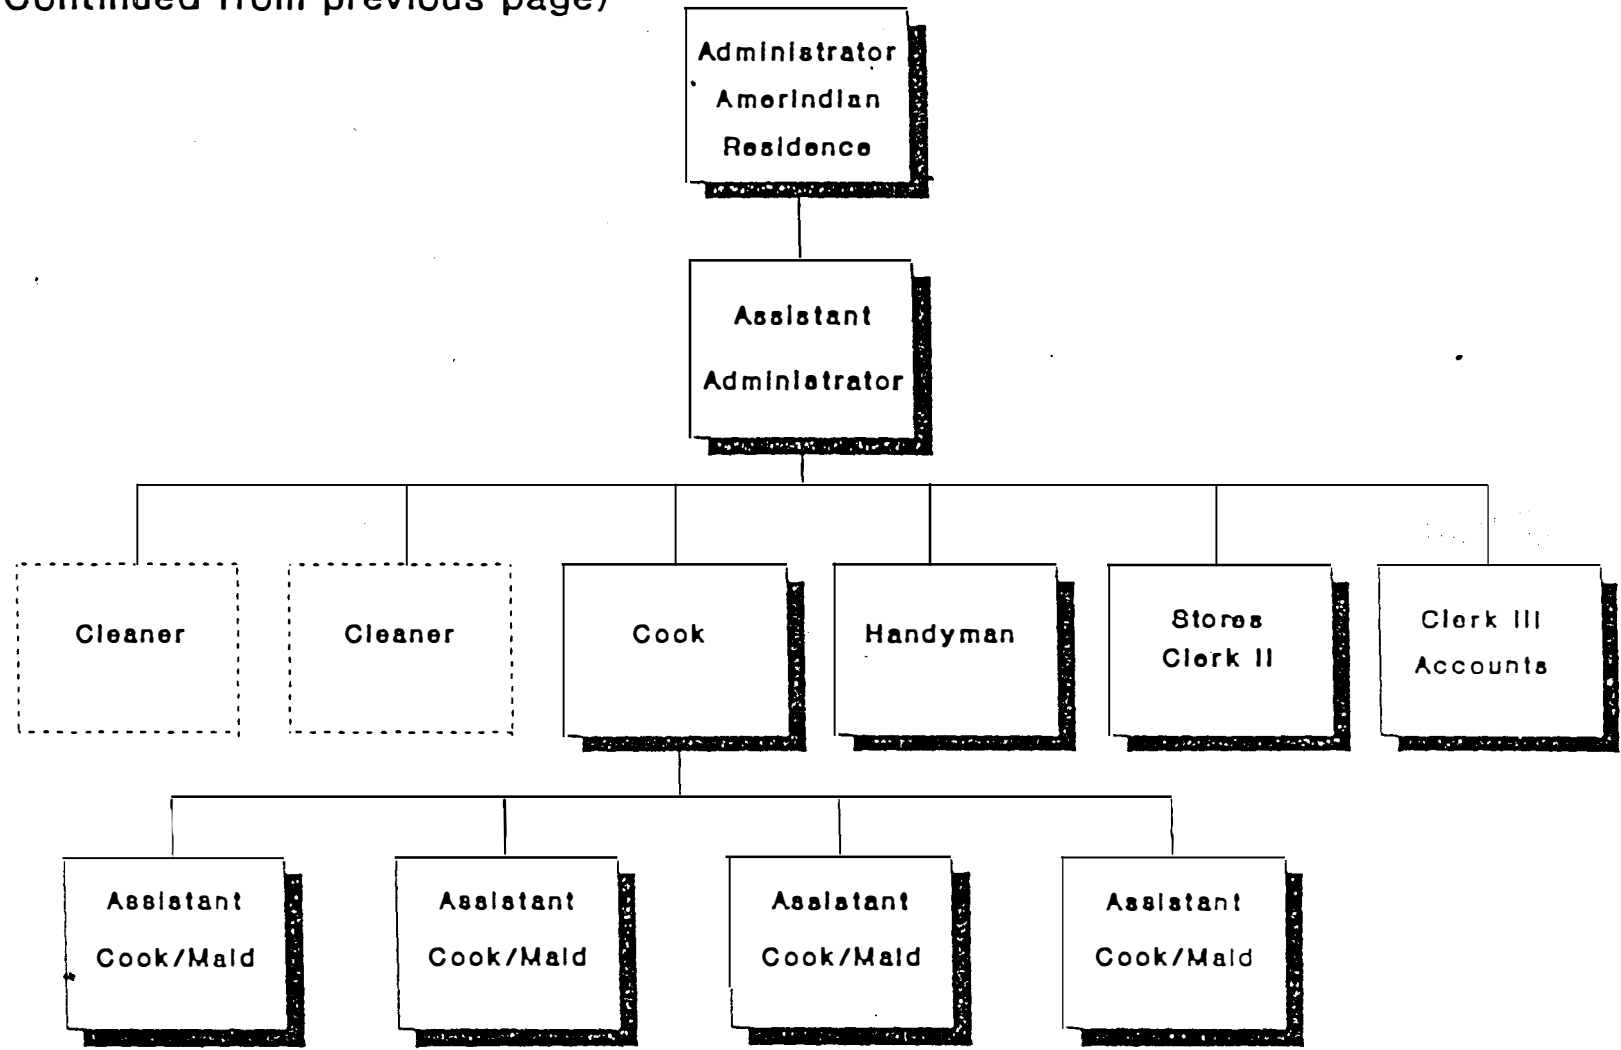 Continued from previous page)
Administrator
Amerindian
Residence
Assistant
Administrator
Cleaner
Cleaner
Cook
Handyman
Stores
Clerk II
Clerk III
Accounts
Assistant
Cook/Maid
Assistant
Cook/Maid
Assistant
Cook/Maid
Assistant
Cook/Maid